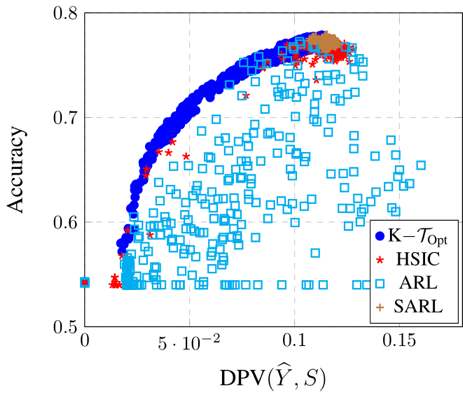 0.8
0.7
0.6
0.5
Accuracy
0
5 · 10⁻²
0.1
0.15
DPV(Ŷ, S)
K−𝒯Opt
HSIC
ARL
SARL